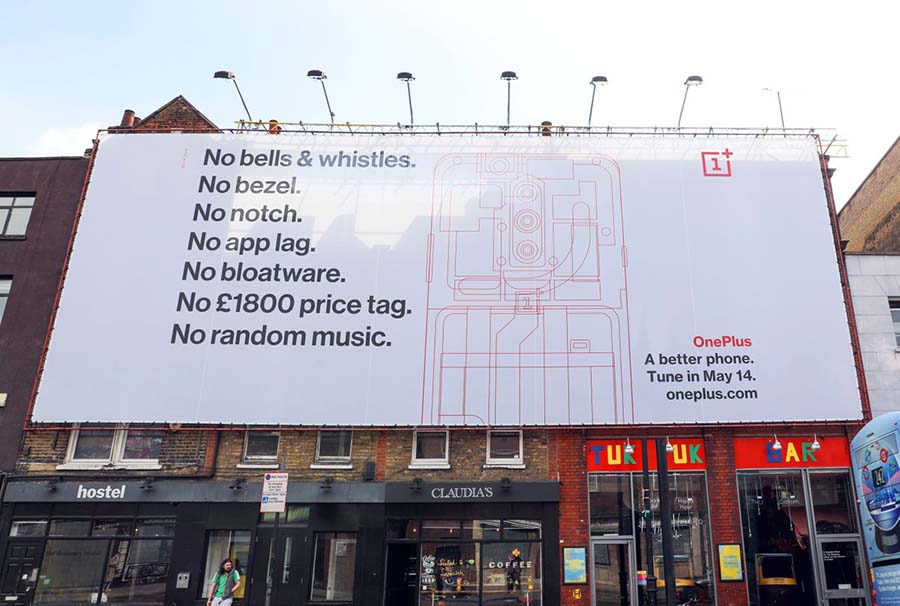 No bells & whistles.
No bezel.
No notch.
No app lag.
No bloatware.
No £1800 price tag.
No random music.
1+
1+
OnePlus
A better phone.
Tune in May 14.
oneplus.com
hostel
CLAUDIA'S
TUK TUK BAR
COFFEE